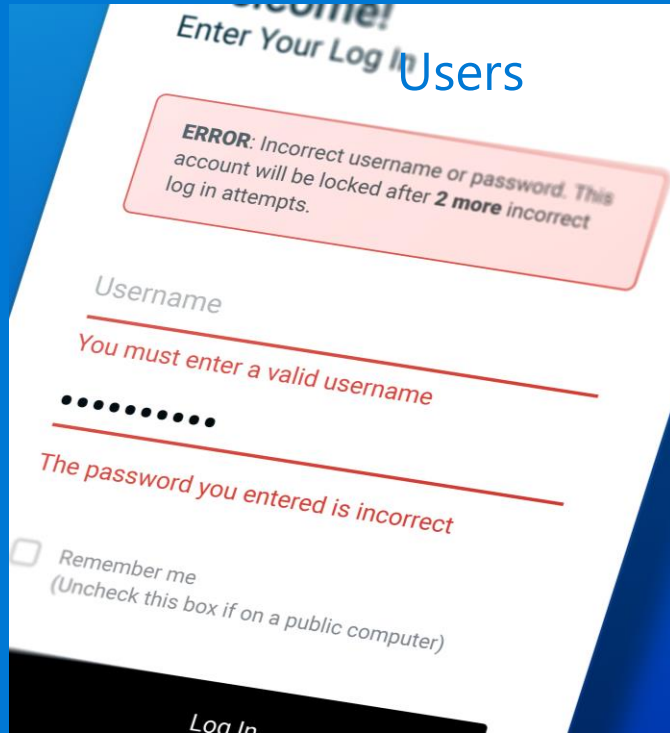 Welcome!
Enter Your Log In
Users
ERROR: Incorrect username or password. This
account will be locked after 2 more incorrect
log in attempts.
Username
You must enter a valid username
••••••••••
The password you entered is incorrect
Remember me
(Uncheck this box if on a public computer)
Log In